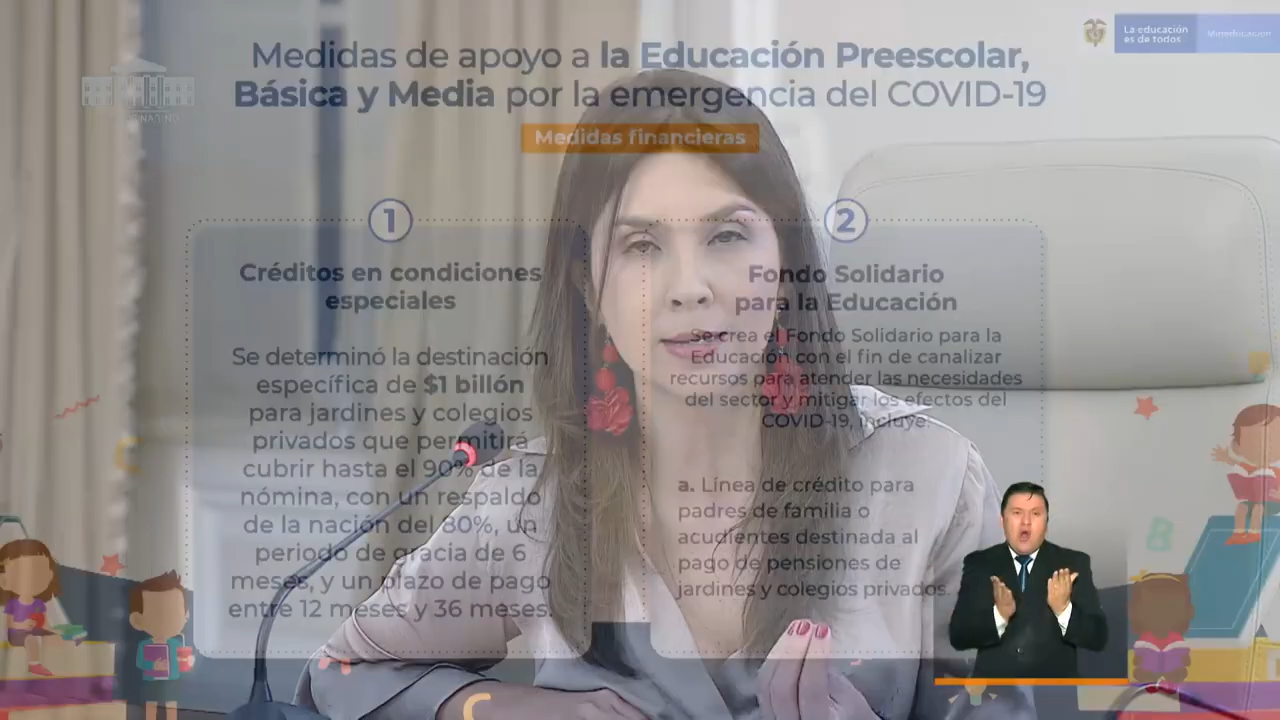 La educación
es de todos
Mineducación
Medidas de apoyo a la Educación Preescolar,
Básica y Media por la emergencia del COVID-19
Medidas financieras
1
Créditos en condiciones
especiales
Se determinó la destinación
específica de $1 billón
para jardines y colegios
privados que permitirá
cubrir hasta el 90% de la
nómina, con un respaldo
de la nación del 80%, un
periodo de gracia de 6
meses, y un plazo de pago
entre 12 meses y 36 meses.
2
Fondo Solidario
para la Educación
Se crea el Fondo Solidario para la
Educación con el fin de canalizar
recursos para atender las necesidades
del sector y mitigar los efectos del
COVID-19, incluye:
a. Línea de crédito para
padres de familia o
acudientes destinada al
pago de pensiones de
jardines y colegios privados.